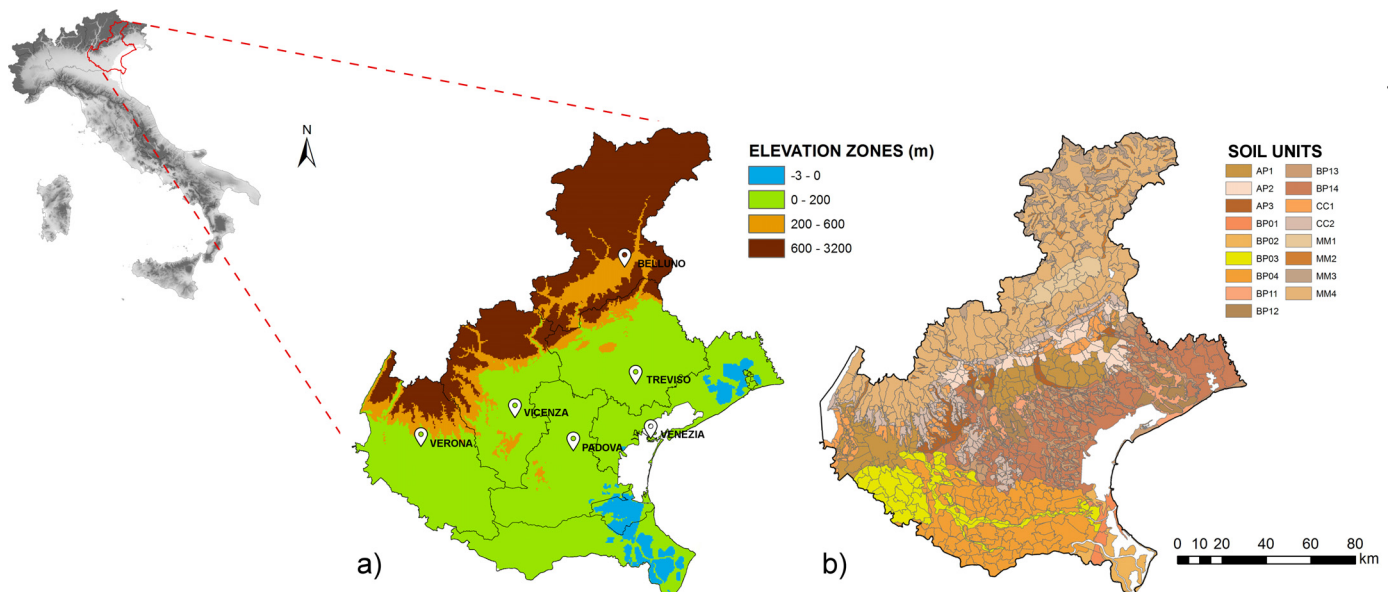 N
ELEVATION ZONES (m)
-3 - 0
0 - 200
200 - 600
600 - 3200
BELLUNO
TREVISO
VICENZA
VENEZIA
VERONA
PADOVA
a)
SOIL UNITS
AP1
AP2
AP3
BP01
BP02
BP03
BP04
BP11
BP12
BP13
BP14
CC1
CC2
MM1
MM2
MM3
MM4
b)
0 10 20 40 60 80
km